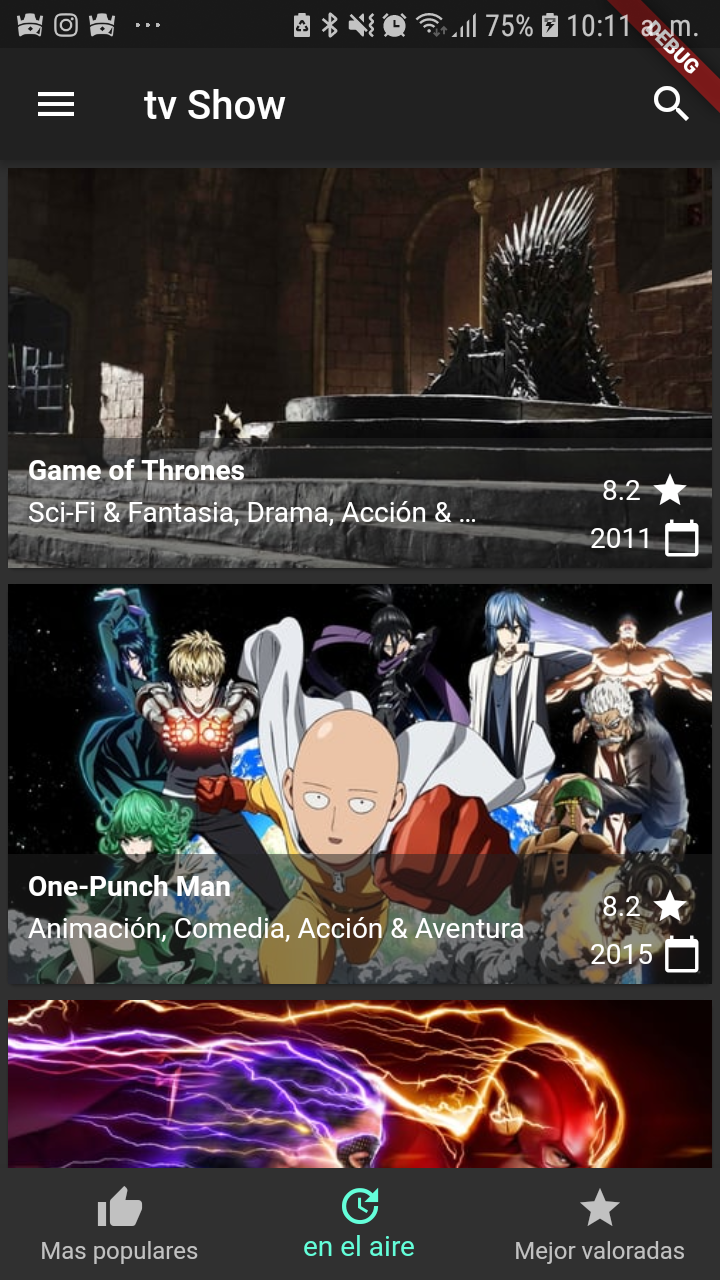 75% 10:11 a.m.
DEBUG
tv Show
Game of Thrones
Sci-Fi & Fantasia, Drama, Acción & ...
8.2
2011
One-Punch Man
Animación, Comedia, Acción & Aventura
8.2
2015
Mas populares
en el aire
Mejor valoradas